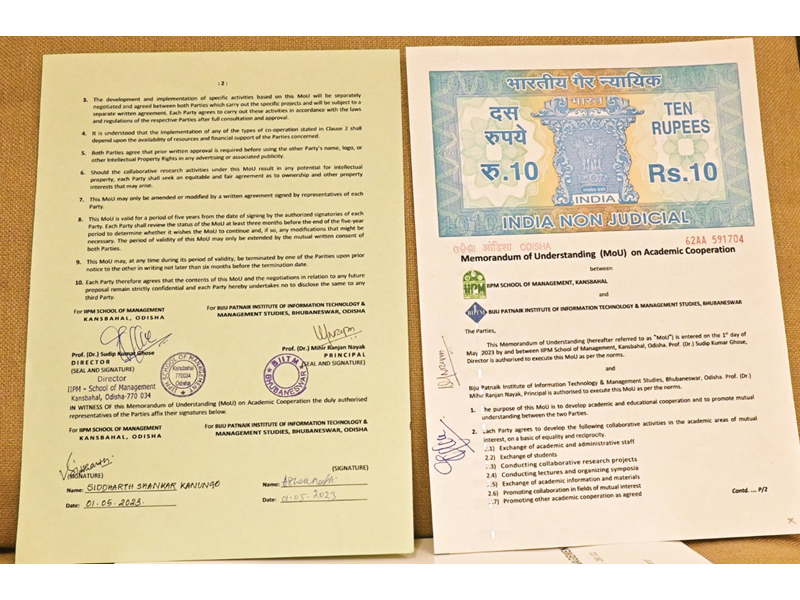 : 2 :
3. The development and implementation of specific activities based on this MoU will be separately
negotiated and agreed between both Parties which carry out the specific projects and will be subject to a
separate written agreement. Each Party agrees to carry out these activities in accordance with the laws
and regulations of the respective Parties after full consultation and approval.
4. It is understood that the implementation of any of the types of co-operation stated in Clause 2 shall
depend upon the availability of resources and financial support of the Parties concerned.
5. Both Parties agree that prior written approval is required before using the other Party's name, logo, or
other Intellectual Property Rights in any advertising or associated publicity.
6. Should the collaborative research activities under this MoU result in any potential for intellectual
property, each Party shall seek an equitable and fair agreement as to ownership and other property
interests that may arise.
7. This MoU may only be amended or modified by a written agreement signed by representatives of each
Party.
8. This MoU is valid for a period of five years from the date of signing by the authorized signatories of each
Party. Each Party shall review the status of the MoU at least three months before the end of the five-year
period to determine whether it wishes the MoU to continue and, if so, any modifications that might be
necessary. The period of validity of this MoU may only be extended by the mutual written consent of
both Parties.
9. This MoU may, at any time during its period of validity, be terminated by one of the Parties upon prior
notice to the other in writing not later than six months before the termination date.
10. Each Party therefore agrees that the contents of this MoU and the negotiations in relation to any future
proposal remain strictly confidential and each Party hereby undertakes no to disclose the same to any
third Party.
For IIPM SCHOOL OF MANAGEMENT
KANSBAHAL, ODISHA
For BIJU PATNAIK INSTITUTE OF INFORMATION TECHNOLOGY &
MANAGEMENT STUDIES, BHUBANESWAR, ODISHA
Prof. (Dr.) Sudip Kumar Ghose
DIRECTOR
(SEAL AND SIGNATURE)
Director
IIPM - School of Management
Kansbahal, Odisha-770 034
Kansbahal
770034
Odisha
Prof. (Dr.) Mihir Ranjan Nayak
PRINCIPAL
(SEAL AND SIGNATURE)
BIITM
BHUBANESWAR
IN WITNESS OF this Memorandum of Understanding (MoU) on Academic Cooperation the duly authorised
representatives of the Parties affix their signatures below.
For IIPM SCHOOL OF MANAGEMENT
KANSBAHAL, ODISHA
For BIJU PATNAIK INSTITUTE OF INFORMATION TECHNOLOGY &
MANAGEMENT STUDIES, BHUBANESWAR, ODISHA
(SIGNATURE)
Name: SIDDHARTH SHANKAR KANUNGO
Date: 01-05-2023.
(SIGNATURE)
Name:
Date: 01-05-2023
भारतीय गैर न्यायिक
भारत
दस
रुपये
रु.10
TEN
RUPEES
Rs.10
INDIA
INDIA NON JUDICIAL
ଓଡ଼ିଶା ओड़िशा ODISHA
62AA 591704
Memorandum of Understanding (MoU) on Academic Cooperation
between
IIPM
IIPM SCHOOL OF MANAGEMENT, KANSBAHAL
and
BIJU PATNAIK INSTITUTE OF INFORMATION TECHNOLOGY & MANAGEMENT STUDIES, BHUBANESWAR
The Parties,
This Memorandum of Understanding (hereafter referred to as "MoU") is entered on the 1st day of
May 2023 by and between IIPM School of Management, Kansbahal, Odisha. Prof. (Dr.) Sudip Kumar Ghose,
Director is authorised to execute this MoU as per the norms.
and
Biju Patnaik Institute of Information Technology & Management Studies, Bhubaneswar, Odisha. Prof. (Dr.)
Mihir Ranjan Nayak, Principal is authorised to execute this MoU as per the norms.
1. The purpose of this MoU is to develop academic and educational cooperation and to promote mutual
understanding between the two Parties.
2. Each Party agrees to develop the following collaborative activities in the academic areas of mutual
interest, on a basis of equality and reciprocity.
2.1) Exchange of academic and administrative staff
2.2) Exchange of students
2.3) Conducting collaborative research projects
2.4) Conducting lectures and organizing symposia
2.5) Exchange of academic information and materials
2.6) Promoting collaboration in fields of mutual interest
2.7) Promoting other academic cooperation as agreed
Contd. ... P/2